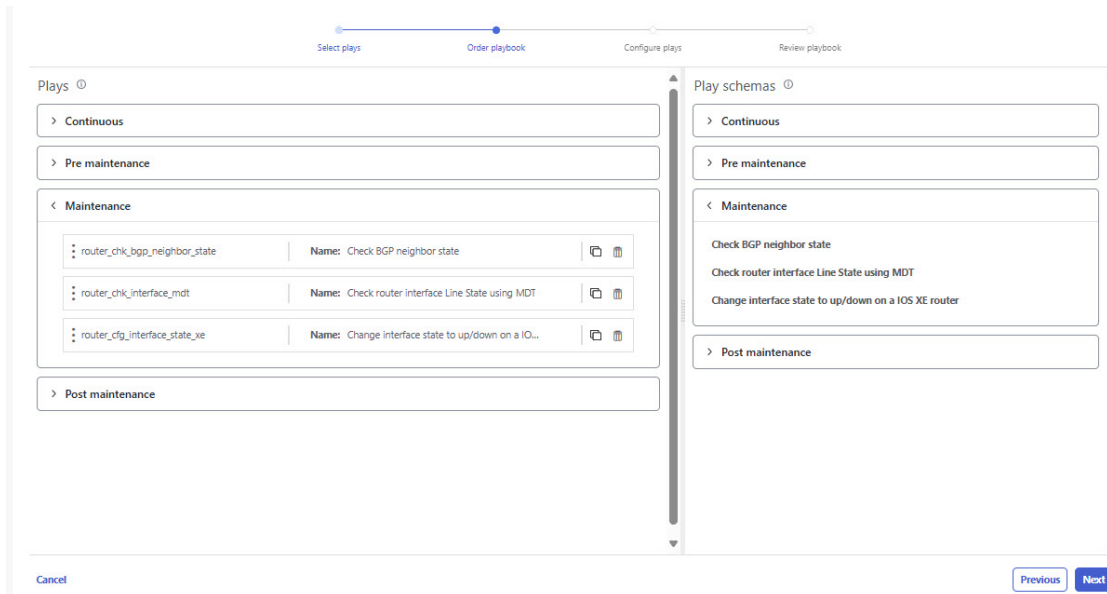 Select plays
Order playbook
Configure plays
Review playbook
Plays
Continuous
Pre maintenance
Maintenance
router_chk_bgp_neighbor_state Name: Check BGP neighbor state
router_chk_interface_mdt Name: Check router interface Line State using MDT
router_cfg_interface_state_xe Name: Change interface state to up/down on a IO...
Post maintenance
Play schemas
Continuous
Pre maintenance
Maintenance
Check BGP neighbor state
Check router interface Line State using MDT
Change interface state to up/down on a IOS XE router
Post maintenance
Cancel
Previous
Next